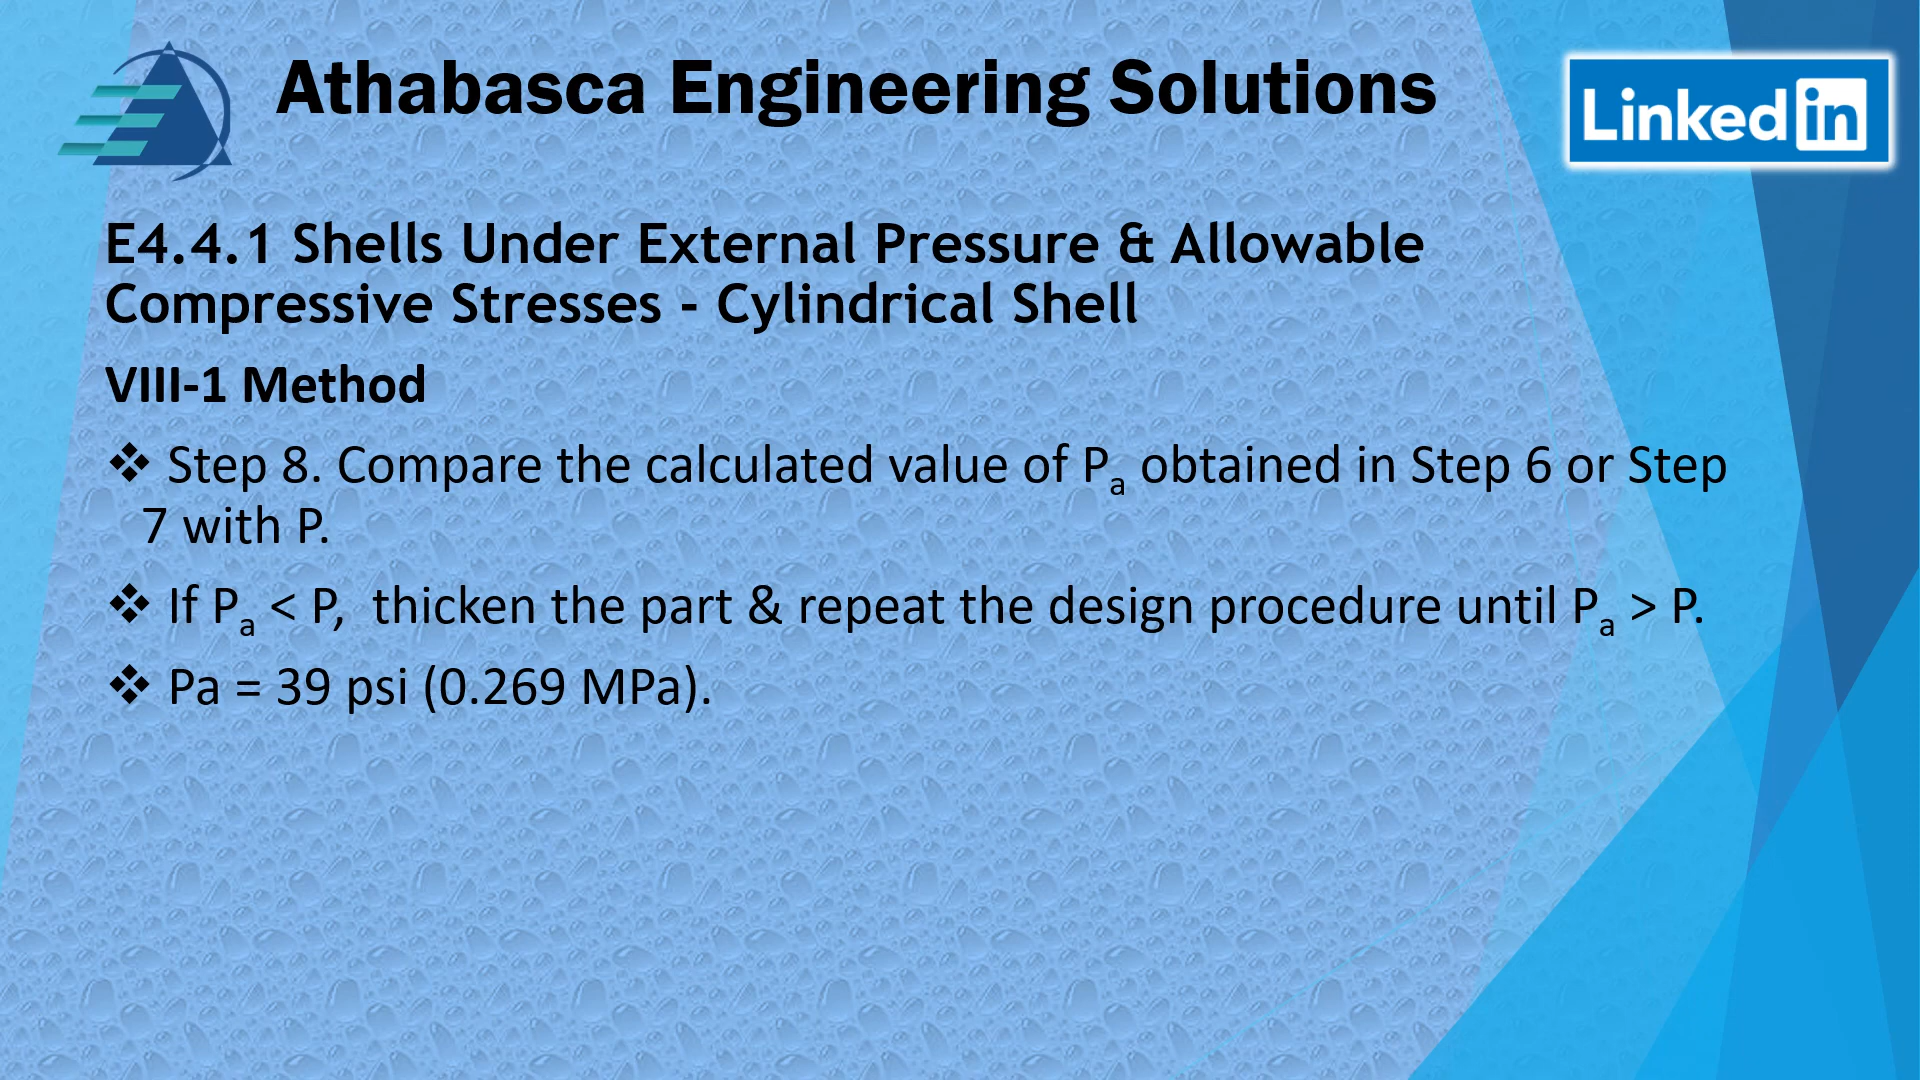 Athabasca Engineering Solutions
Linked in
E4.4.1 Shells Under External Pressure & Allowable
Compressive Stresses - Cylindrical Shell
VIII-1 Method
❖ Step 8. Compare the calculated value of Pa obtained in Step 6 or Step
7 with P.
❖ If Pa < P, thicken the part & repeat the design procedure until Pa > P.
❖ Pa = 39 psi (0.269 MPa).